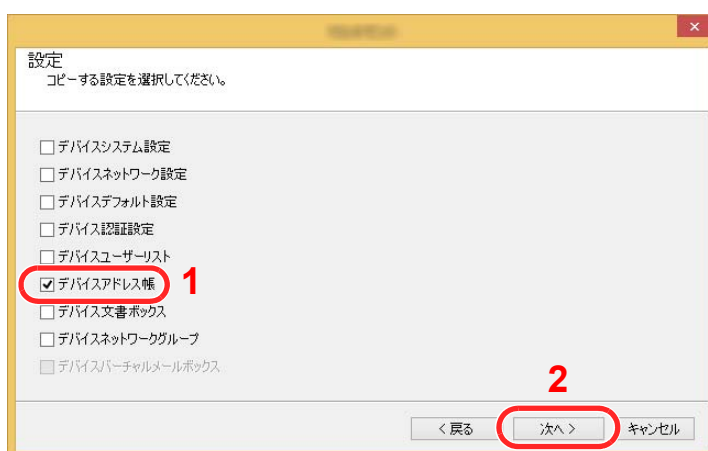 設定
コピーする設定を選択してください。
デバイスシステム設定
デバイスネットワーク設定
デバイスデフォルト設定
デバイス認証設定
デバイスユーザーリスト
デバイスアドレス帳 1
デバイス文書ボックス
デバイスネットワークグループ
デバイスバーチャルメールボックス
2
< 戻る 次へ > キャンセル